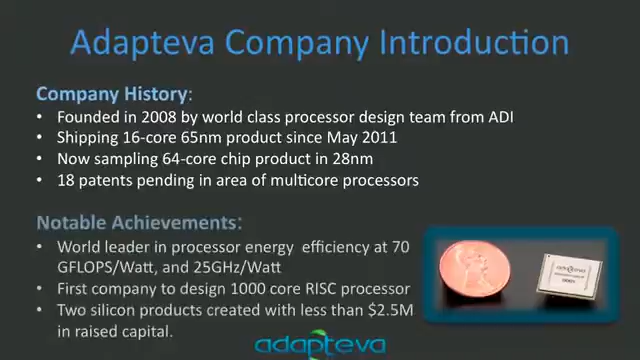 Adapteva Company Introduction
Company History:
• Founded in 2008 by world class processor design team from ADI
• Shipping 16-core 65nm product since May 2011
• Now sampling 64-core chip product in 28nm
• 18 patents pending in area of multicore processors
Notable Achievements:
• World leader in processor energy efficiency at 70
GFLOPS/Watt, and 25GHz/Watt
• First company to design 1000 core RISC processor
• Two silicon products created with less than $2.5M
in raised capital.
adapteva
adapteva